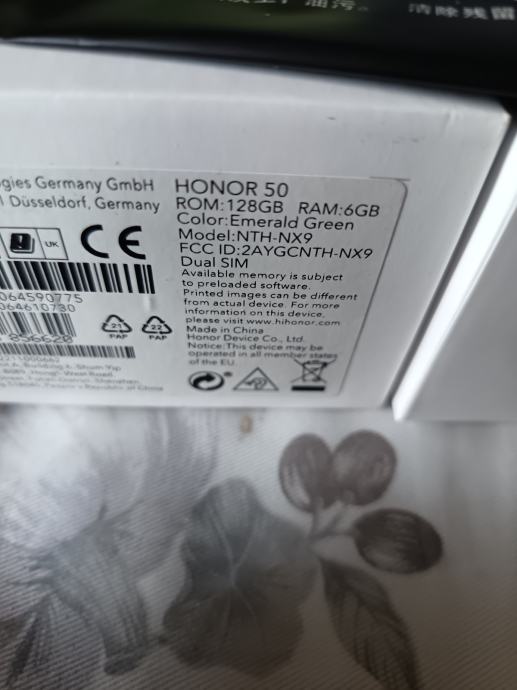 清除残留
gies Germany GmbH
Düsseldorf, Germany
UK
CE
064590775
064610730
21
PAP
22
PAP
HONOR 50
ROM:128GB RAM:6GB
Color:Emerald Green
Model:NTH-NX9
FCC ID:2AYGCNTH-NX9
Dual SIM
Available memory is subject
to preloaded software.
Printed images can be different
from actual device. For more
information on this device,
please visit www.hihonor.com
Made in China
Honor Device Co., Ltd.
Notice:This device may be
operated in all member states
of the EU.